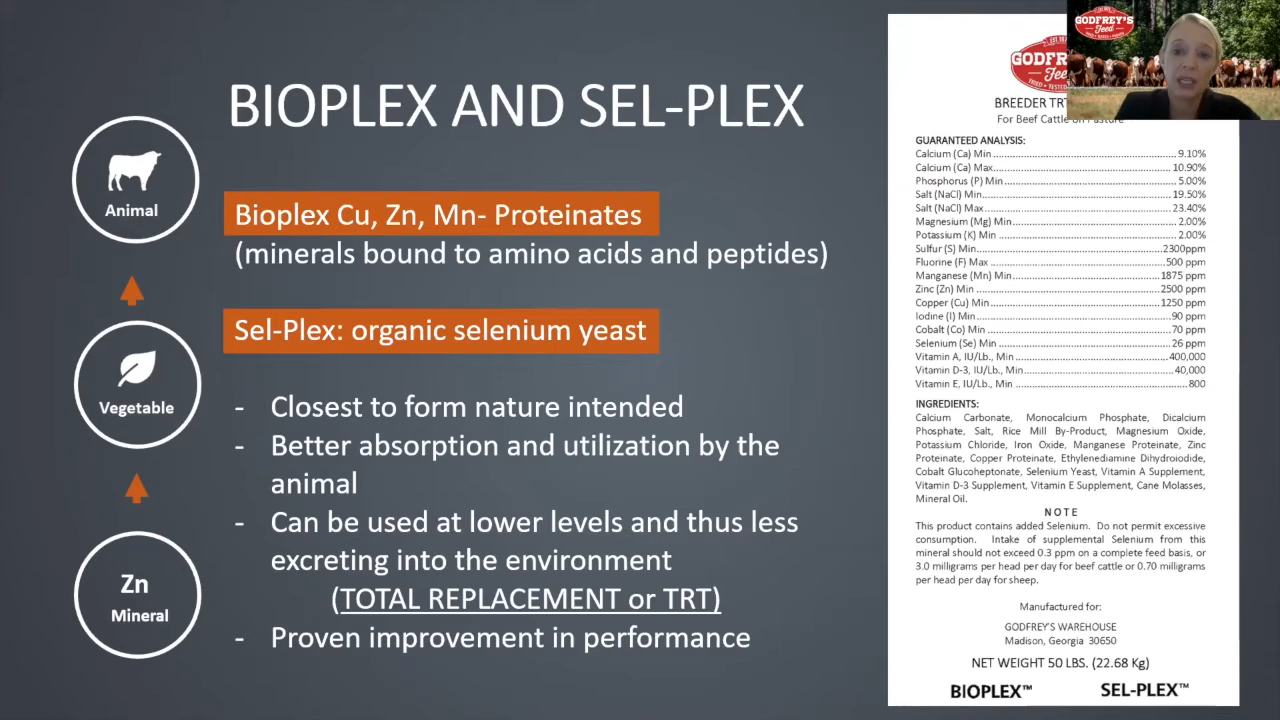 BIOPLEX AND SEL-PLEX
Animal
Bioplex Cu, Zn, Mn- Proteinates
(minerals bound to amino acids and peptides)
Sel-Plex: organic selenium yeast
Vegetable
- Closest to form nature intended
- Better absorption and utilization by the
animal
- Can be used at lower levels and thus less
excreting into the environment
(TOTAL REPLACEMENT or TRT)
- Proven improvement in performance
Zn
Mineral
GODFREY'S
Feed
GODFR
Fee
BREEDER TR
For Beef Cattle on Pasture
GUARANTEED ANALYSIS:
Calcium (Ca) Min 9.10%
Calcium (Ca) Max 10.90%
Phosphorus (P) Min 5.00%
Salt (NaCl) Min 19.50%
Salt (NaCl) Max 23.40%
Magnesium (Mg) Min 2.00%
Potassium (K) Min 2.00%
Sulfur (S) Min 2300ppm
Fluorine (F) Max 500 ppm
Manganese (Mn) Min 1875 ppm
Zinc (Zn) Min 2500 ppm
Copper (Cu) Min 1250 ppm
Iodine (I) Min 90 ppm
Cobalt (Co) Min 70 ppm
Selenium (Se) Min 26 ppm
Vitamin A, IU/Lb., Min 400,000
Vitamin D-3, IU/Lb., Min 40,000
Vitamin E, IU/Lb., Min 800
INGREDIENTS:
Calcium Carbonate, Monocalcium Phosphate, Dicalcium
Phosphate, Salt, Rice Mill By-Product, Magnesium Oxide,
Potassium Chloride, Iron Oxide, Manganese Proteinate, Zinc
Proteinate, Copper Proteinate, Ethylenediamine Dihydroiodide,
Cobalt Glucoheptonate, Selenium Yeast, Vitamin A Supplement,
Vitamin D-3 Supplement, Vitamin E Supplement, Cane Molasses,
Mineral Oil.
NOTE
This product contains added Selenium. Do not permit excessive
consumption. Intake of supplemental Selenium from this
mineral should not exceed 0.3 ppm on a complete feed basis, or
3.0 milligrams per head per day for beef cattle or 0.70 milligrams
per head per day for sheep.
Manufactured for:
GODFREY'S WAREHOUSE
Madison, Georgia 30650
NET WEIGHT 50 LBS. (22.68 Kg)
BIOPLEX™ SEL-PLEX™